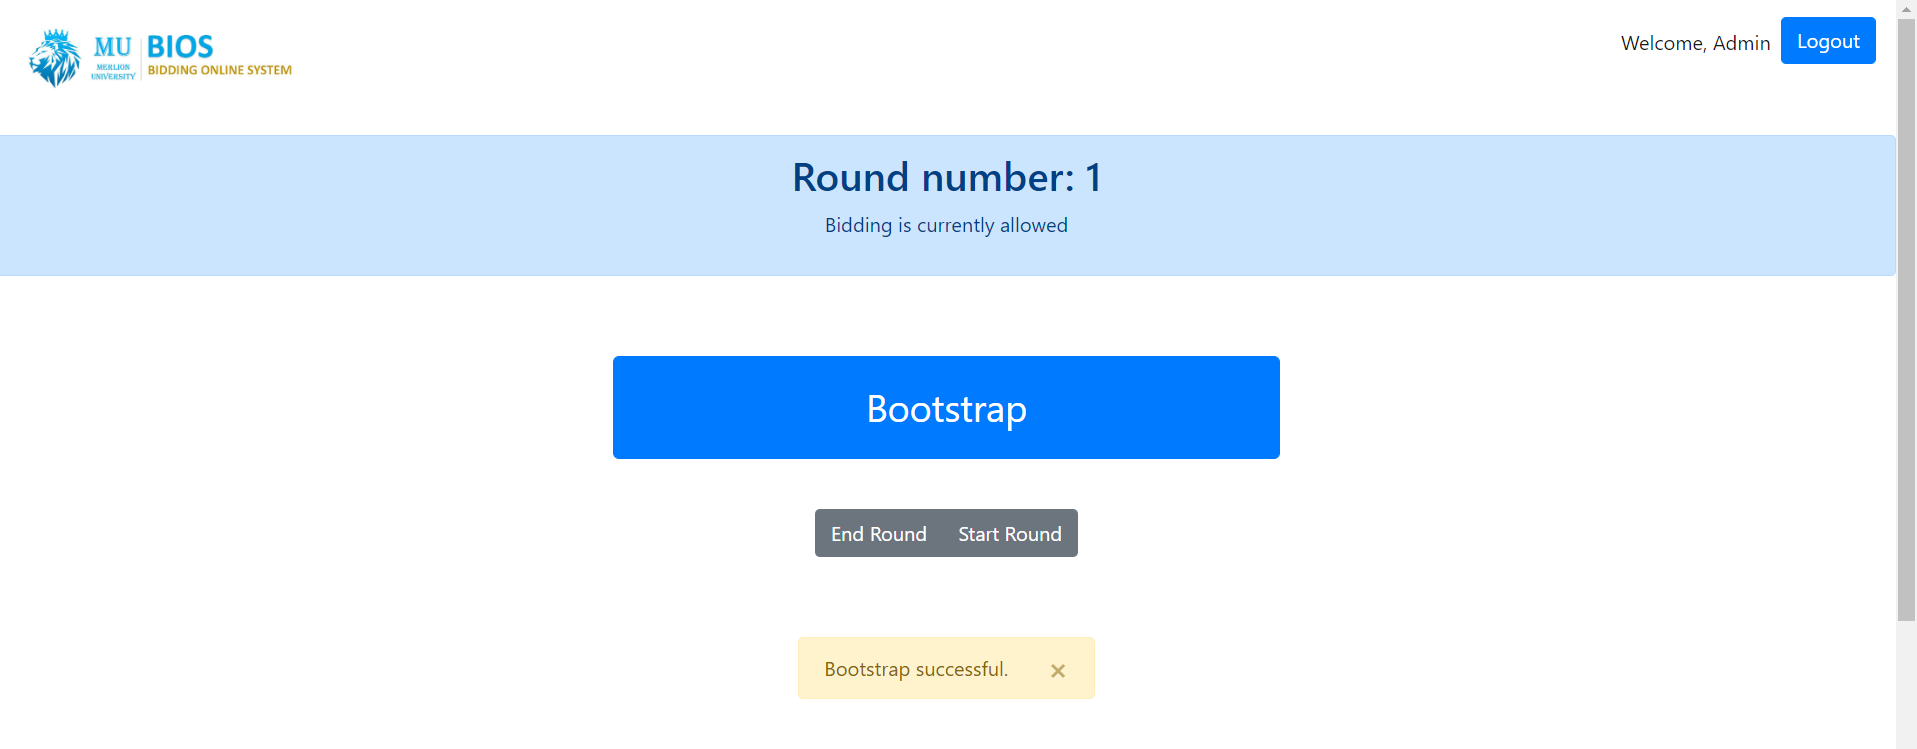 MU
MERLION
UNIVERSITY
BIOS
BIDDING ONLINE SYSTEM
Welcome, Admin
Logout
Round number: 1
Bidding is currently allowed
Bootstrap
End Round
Start Round
Bootstrap successful. ×